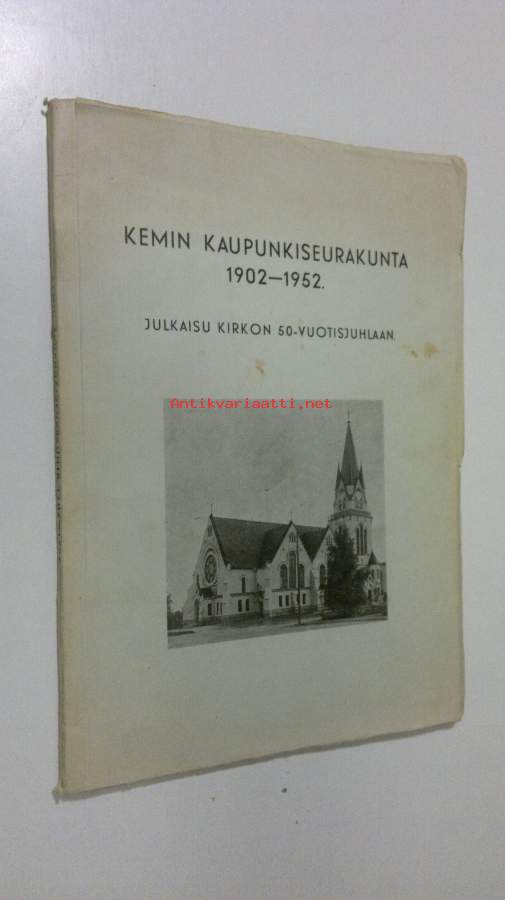 KEMIN KAUPUNKISEURAKUNTA
1902—1952.
JULKAISU KIRKON 50-VUOTISJUHLAAN.
Antikvariaatti.net